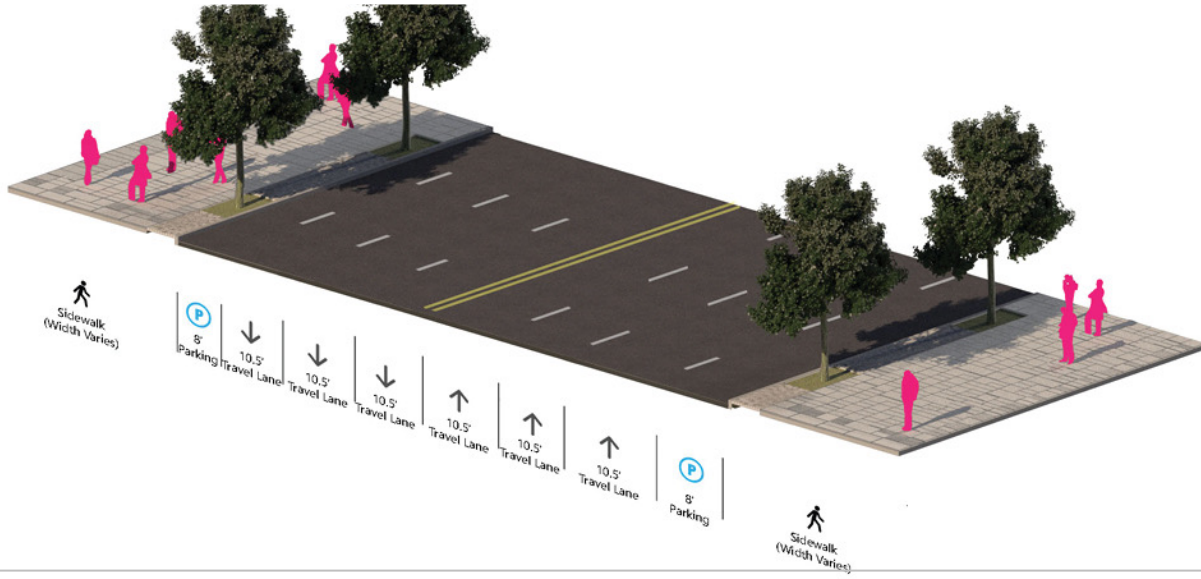 Sidewalk
(Width Varies)
P
8'
Parking
10.5'
Travel Lane
10.5'
Travel Lane
10.5'
Travel Lane
10.5'
Travel Lane
10.5'
Travel Lane
10.5'
Travel Lane
P
8'
Parking
Sidewalk
(Width Varies)